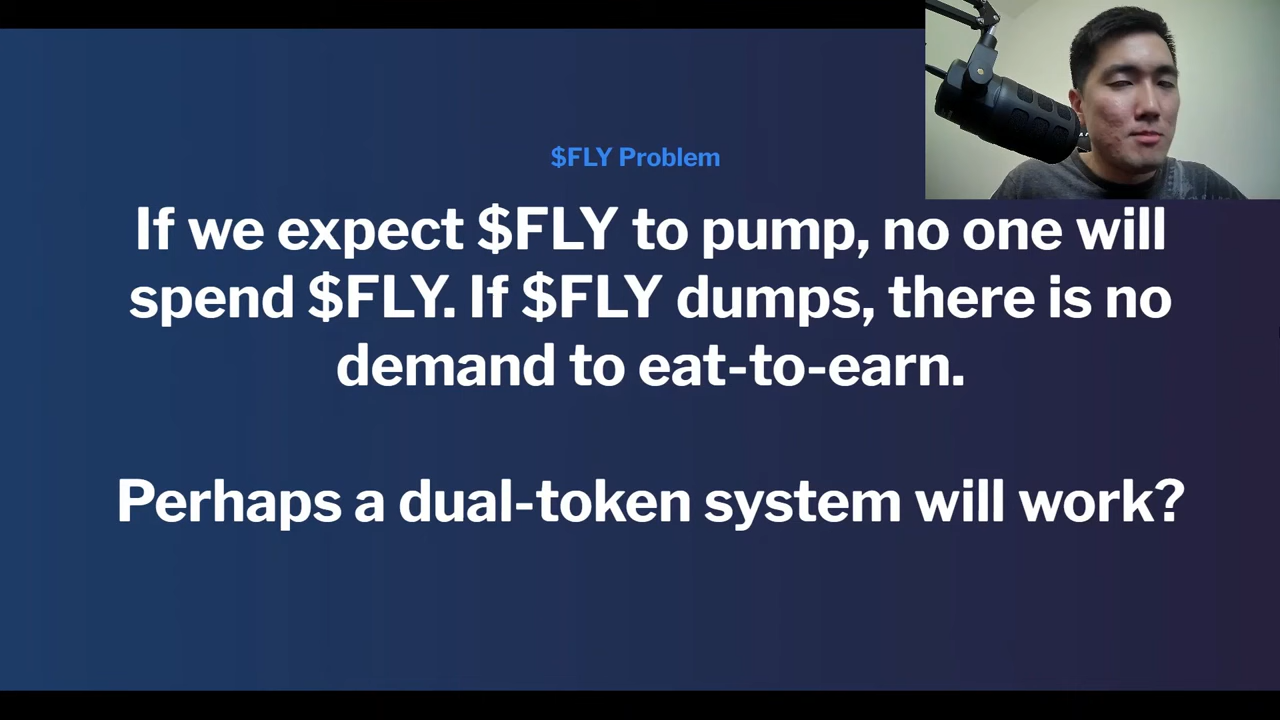 $FLY Problem
If we expect $FLY to pump, no one will
spend $FLY. If $FLY dumps, there is no
demand to eat-to-earn.
Perhaps a dual-token system will work?